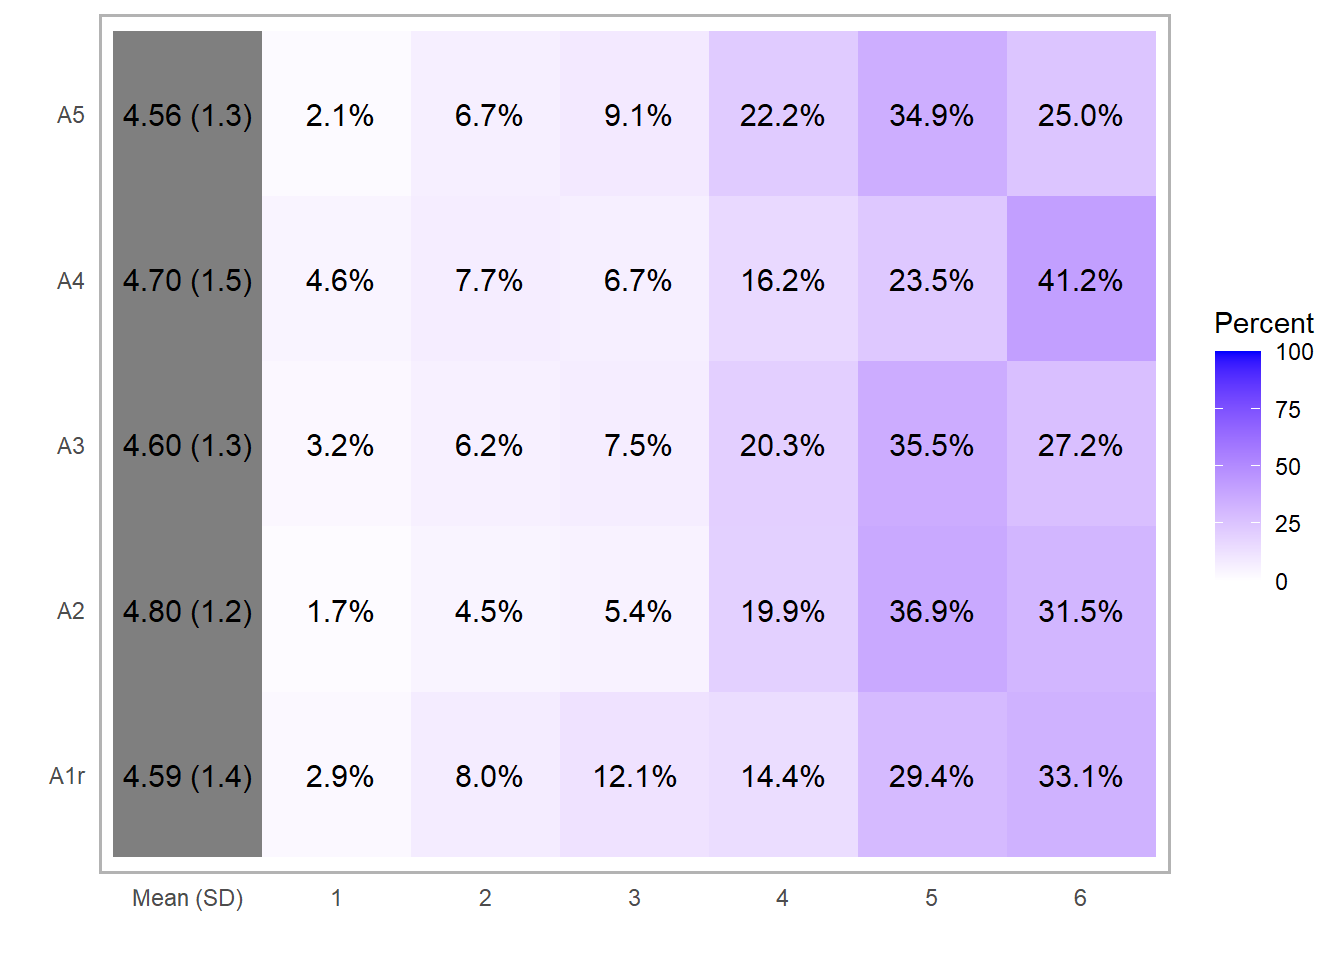 A5 4.56 (1.3) 2.1% 6.7% 9.1% 22.2% 34.9% 25.0%
A4 4.70 (1.5) 4.6% 7.7% 6.7% 16.2% 23.5% 41.2%
A3 4.60 (1.3) 3.2% 6.2% 7.5% 20.3% 35.5% 27.2%
A2 4.80 (1.2) 1.7% 4.5% 5.4% 19.9% 36.9% 31.5%
A1r 4.59 (1.4) 2.9% 8.0% 12.1% 14.4% 29.4% 33.1%
Mean (SD) 1 2 3 4 5 6
Percent
100
75
50
25
0